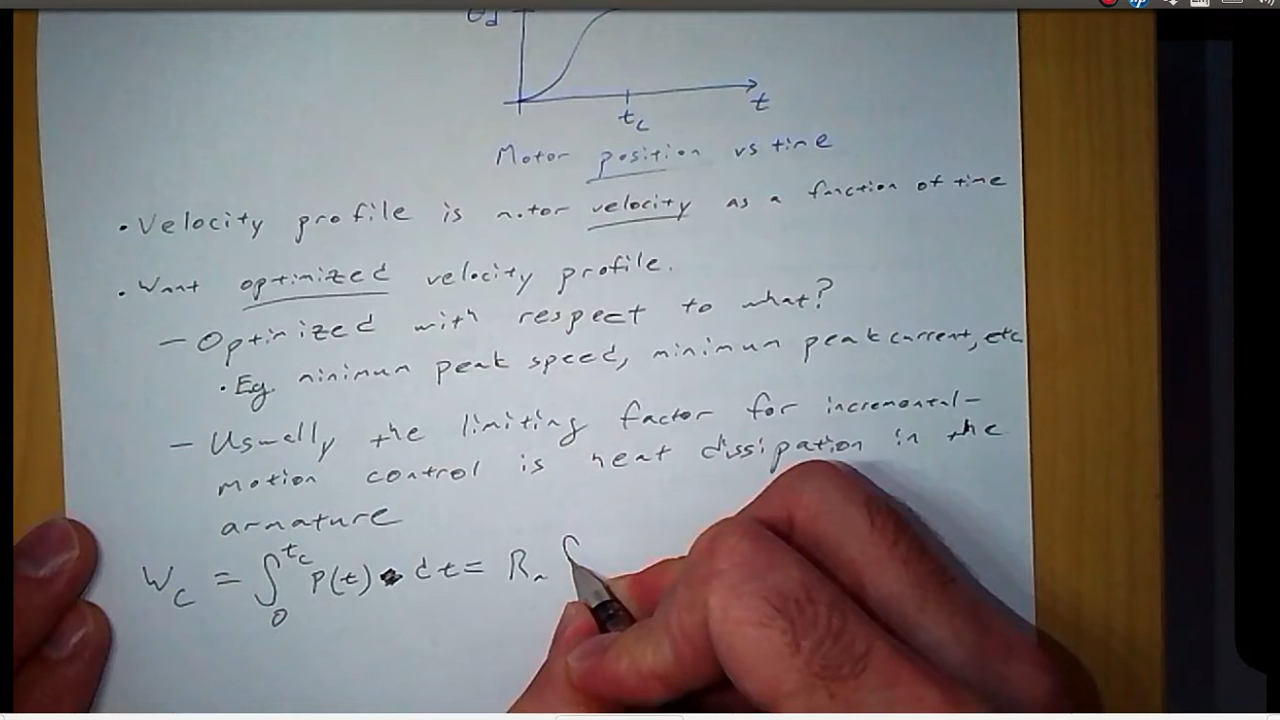 θd
t
tc
Motor position vs time
• Velocity profile is motor velocity as a function of time
• Want optimized velocity profile.
— Optimized with respect to what?
• Eg. minimum peak speed, minimum peak current, etc
— Usually the limiting factor for incremental-
motion control is heat dissipation in the
armature
Wc = ∫₀^tc P(t) · dt = Ra ∫